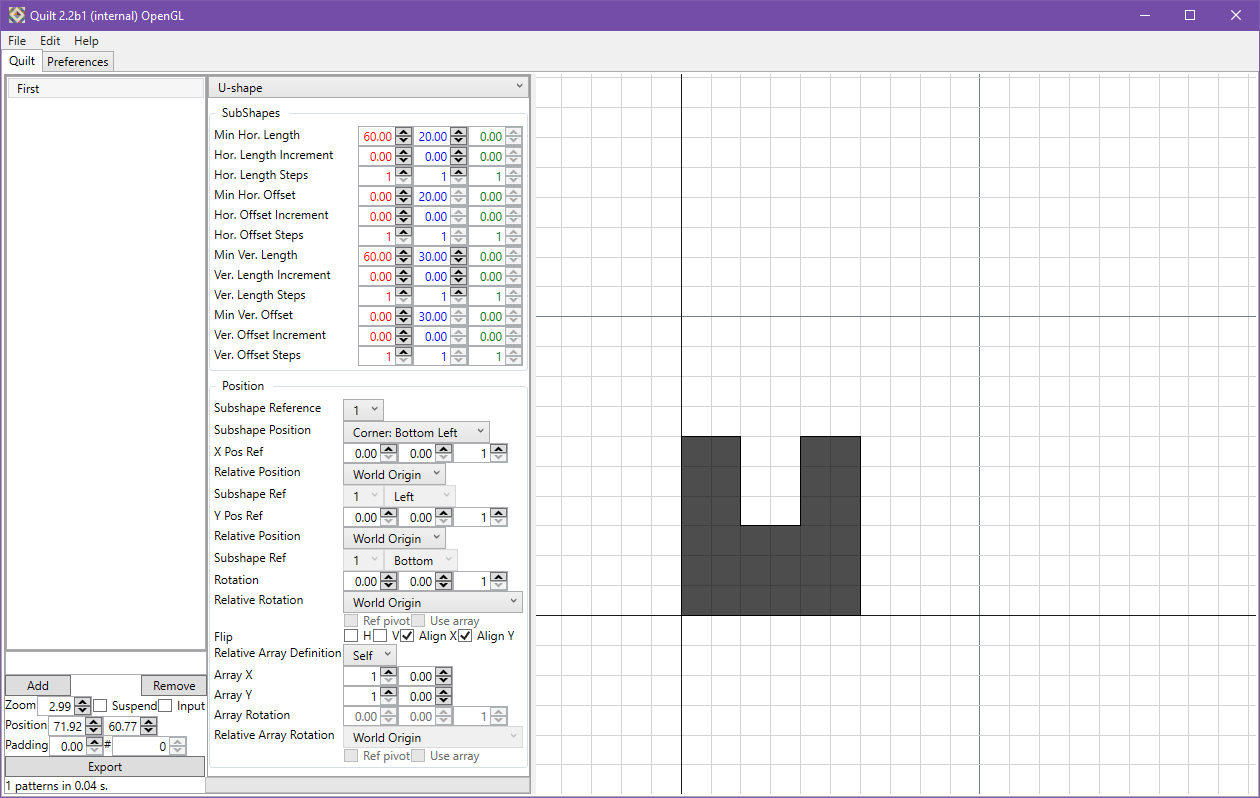 Quilt 2.2b1 (internal) OpenGL
File Edit Help
Quilt Preferences
First
U-shape
SubShapes
Min Hor. Length 60.00 20.00 0.00
Hor. Length Increment 0.00 0.00 0.00
Hor. Length Steps 1 1 1
Min Hor. Offset 0.00 20.00 0.00
Hor. Offset Increment 0.00 0.00 0.00
Hor. Offset Steps 1 1 1
Min Ver. Length 60.00 30.00 0.00
Ver. Length Increment 0.00 0.00 0.00
Ver. Length Steps 1 1 1
Min Ver. Offset 0.00 30.00 0.00
Ver. Offset Increment 0.00 0.00 0.00
Ver. Offset Steps 1 1 1
Position
Subshape Reference 1
Subshape Position Corner: Bottom Left
X Pos Ref 0.00 0.00 1
Relative Position World Origin
Subshape Ref 1 Left
Y Pos Ref 0.00 0.00 1
Relative Position World Origin
Subshape Ref 1 Bottom
Rotation 0.00 0.00 1
Relative Rotation World Origin
Ref pivot Use array
Flip H V Align X Align Y
Relative Array Definition Self
Array X 1 0.00
Array Y 1 0.00
Array Rotation 0.00 0.00 1
Relative Array Rotation World Origin
Ref pivot Use array
Add Remove
Zoom 2.99 Suspend Input
Position 71.92 60.77
Padding 0.00 # 0
Export
1 patterns in 0.04 s.